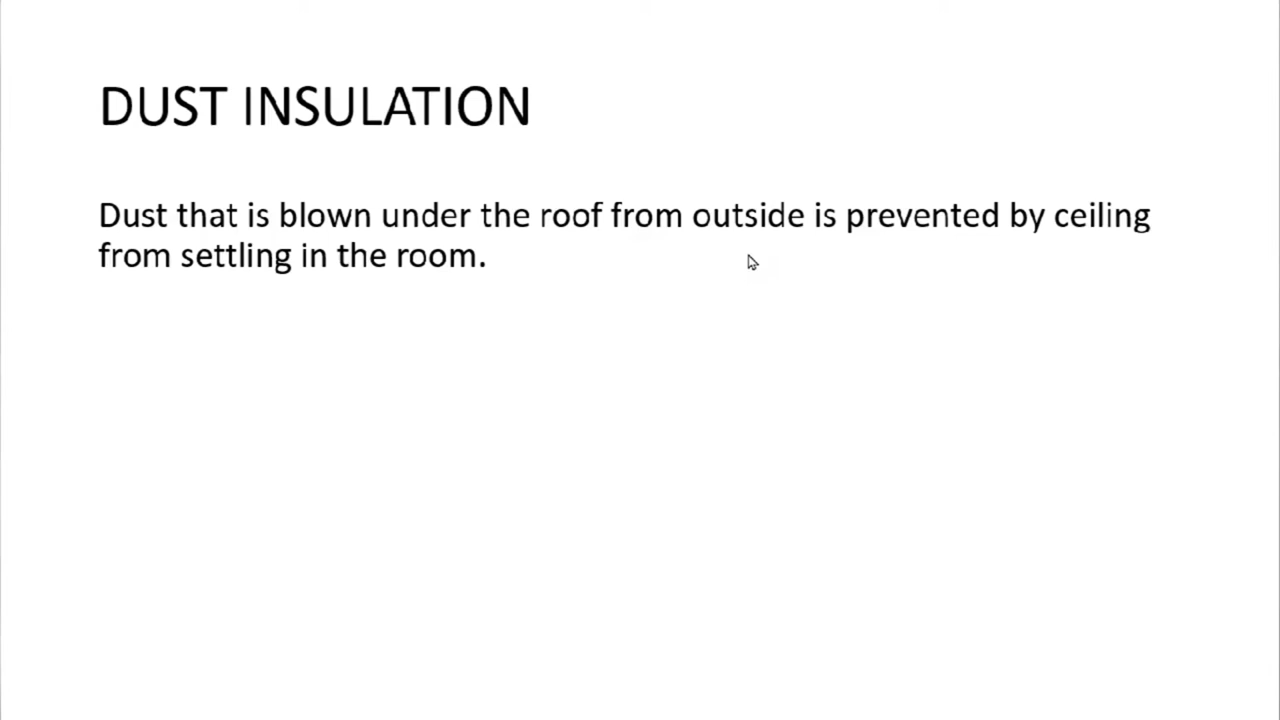 DUST INSULATION
Dust that is blown under the roof from outside is prevented by ceiling
from settling in the room.